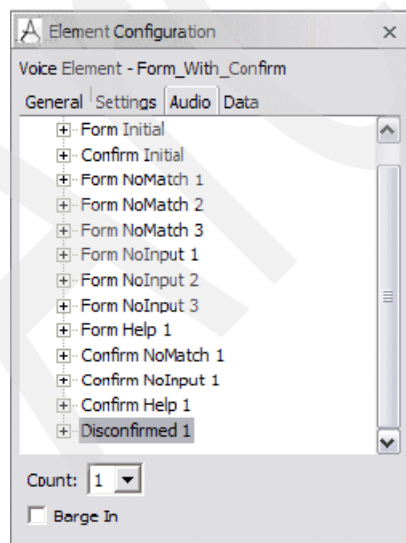 Element Configuration
Voice Element - Form_With_Confirm
General Settings Audio Data
Form Initial
Confirm Initial
Form NoMatch 1
Form NoMatch 2
Form NoMatch 3
Form NoInput 1
Form NoInput 2
Form NoInput 3
Form Help 1
Confirm NoMatch 1
Confirm NoInput 1
Confirm Help 1
Disconfirmed 1
Count: 1
Barge In